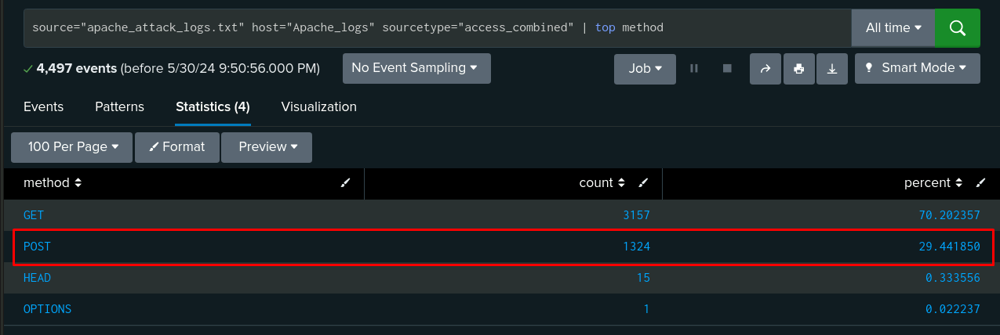 source="apache_attack_logs.txt" host="Apache_logs" sourcetype="access_combined" | top method All time
4,497 events (before 5/30/24 9:50:56.000 PM) No Event Sampling Job Smart Mode
Events Patterns Statistics (4) Visualization
100 Per Page Format Preview
method count percent
GET 3157 70.202357
POST 1324 29.441850
HEAD 15 0.333556
OPTIONS 1 0.022237